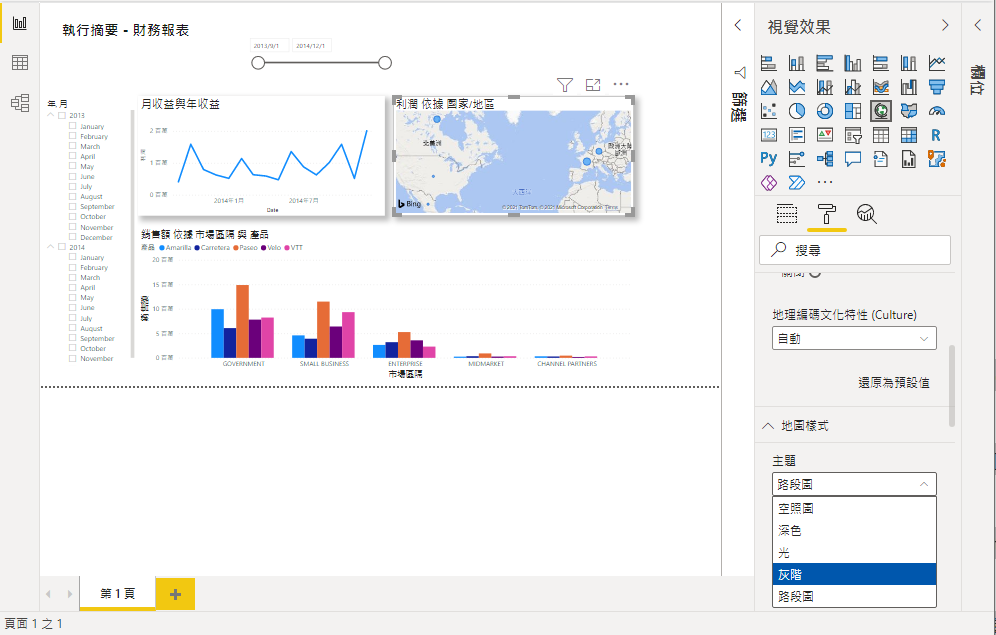 執行摘要 - 財務報表
2013/9/1
2014/12/1
年, 月
2013
January
February
March
April
May
June
July
August
September
October
November
December
2014
January
February
March
April
May
June
July
August
September
October
November
月收益與年收益
2 百萬
1 百萬
0 百萬
利潤
2014年1月
2014年7月
Date
利潤 依據 國家/地區
北美洲
歐洲大陸
歐洲
大西洋
Bing
© 2021 TomTom, © 2021 Microsoft Corporation Terms
銷售額 依據 市場區隔 與 產品
產品
Amarilla
Carretera
Paseo
Velo
VTT
20 百萬
15 百萬
10 百萬
5 百萬
0 百萬
銷售額
GOVERNMENT
SMALL BUSINESS
ENTERPRISE
MIDMARKET
CHANNEL PARTNERS
市場區隔
第 1 頁
頁面 1 之 1
篩選
視覺效果
123
R
Py
搜尋
關閉
地理編碼文化特性 (Culture)
自動
還原為預設值
地圖樣式
主題
路段圖
空照圖
深色
光
灰階
路段圖
欄位